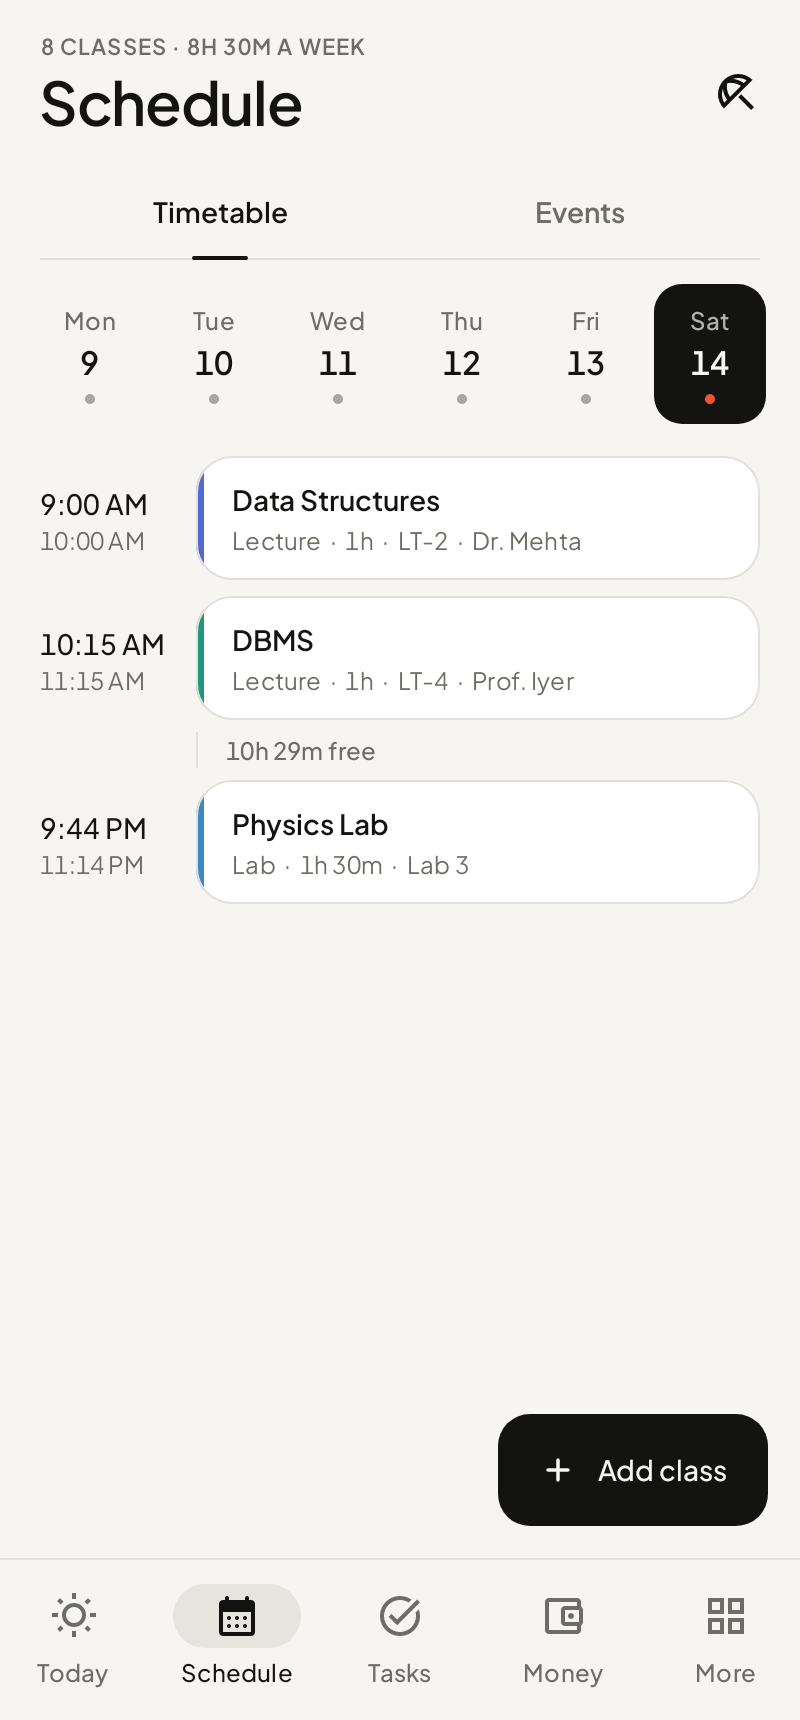 8 CLASSES · 8H 30M A WEEK
Schedule
Timetable Events
Mon Tue Wed Thu Fri Sat
9 10 11 12 13 14
9:00 AM Data Structures
10:00 AM Lecture · 1h · LT-2 · Dr. Mehta
10:15 AM DBMS
11:15 AM Lecture · 1h · LT-4 · Prof. Iyer
10h 29m free
9:44 PM Physics Lab
11:14 PM Lab · 1h 30m · Lab 3
+ Add class
Today Schedule Tasks Money More